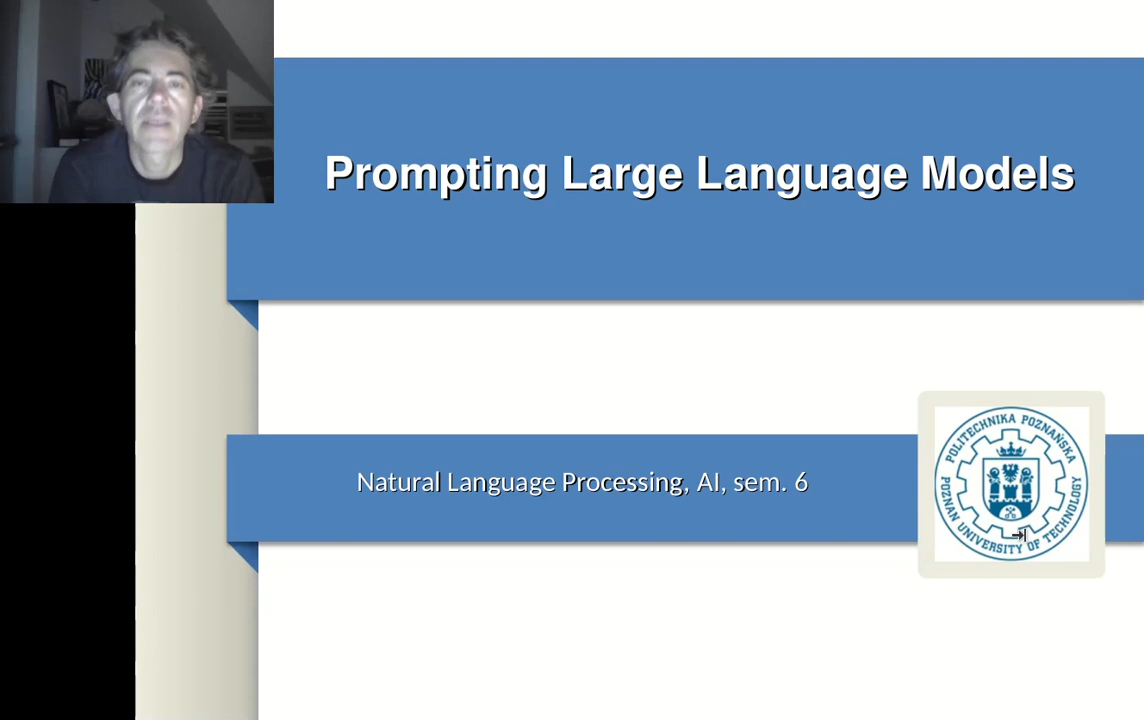 Prompting Large Language Models
Natural Language Processing, AI, sem. 6
POLITECHNIKA POZNAŃSKA
POZNAN UNIVERSITY OF TECHNOLOGY